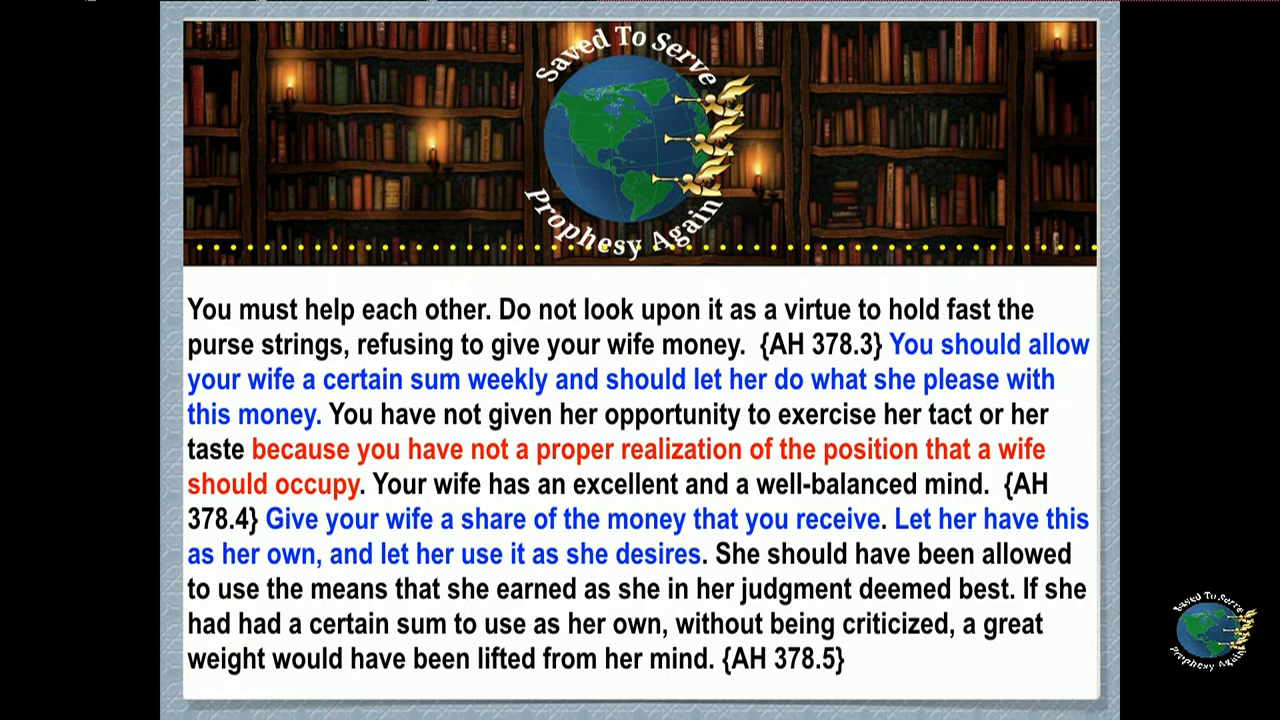 Saved To Serve
Prophesy Again
You must help each other. Do not look upon it as a virtue to hold fast the
purse strings, refusing to give your wife money. {AH 378.3} You should allow
your wife a certain sum weekly and should let her do what she please with
this money. You have not given her opportunity to exercise her tact or her
taste because you have not a proper realization of the position that a wife
should occupy. Your wife has an excellent and a well-balanced mind. {AH
378.4} Give your wife a share of the money that you receive. Let her have this
as her own, and let her use it as she desires. She should have been allowed
to use the means that she earned as she in her judgment deemed best. If she
had had a certain sum to use as her own, without being criticized, a great
weight would have been lifted from her mind. {AH 378.5}
Saved To Serve
Prophesy Again